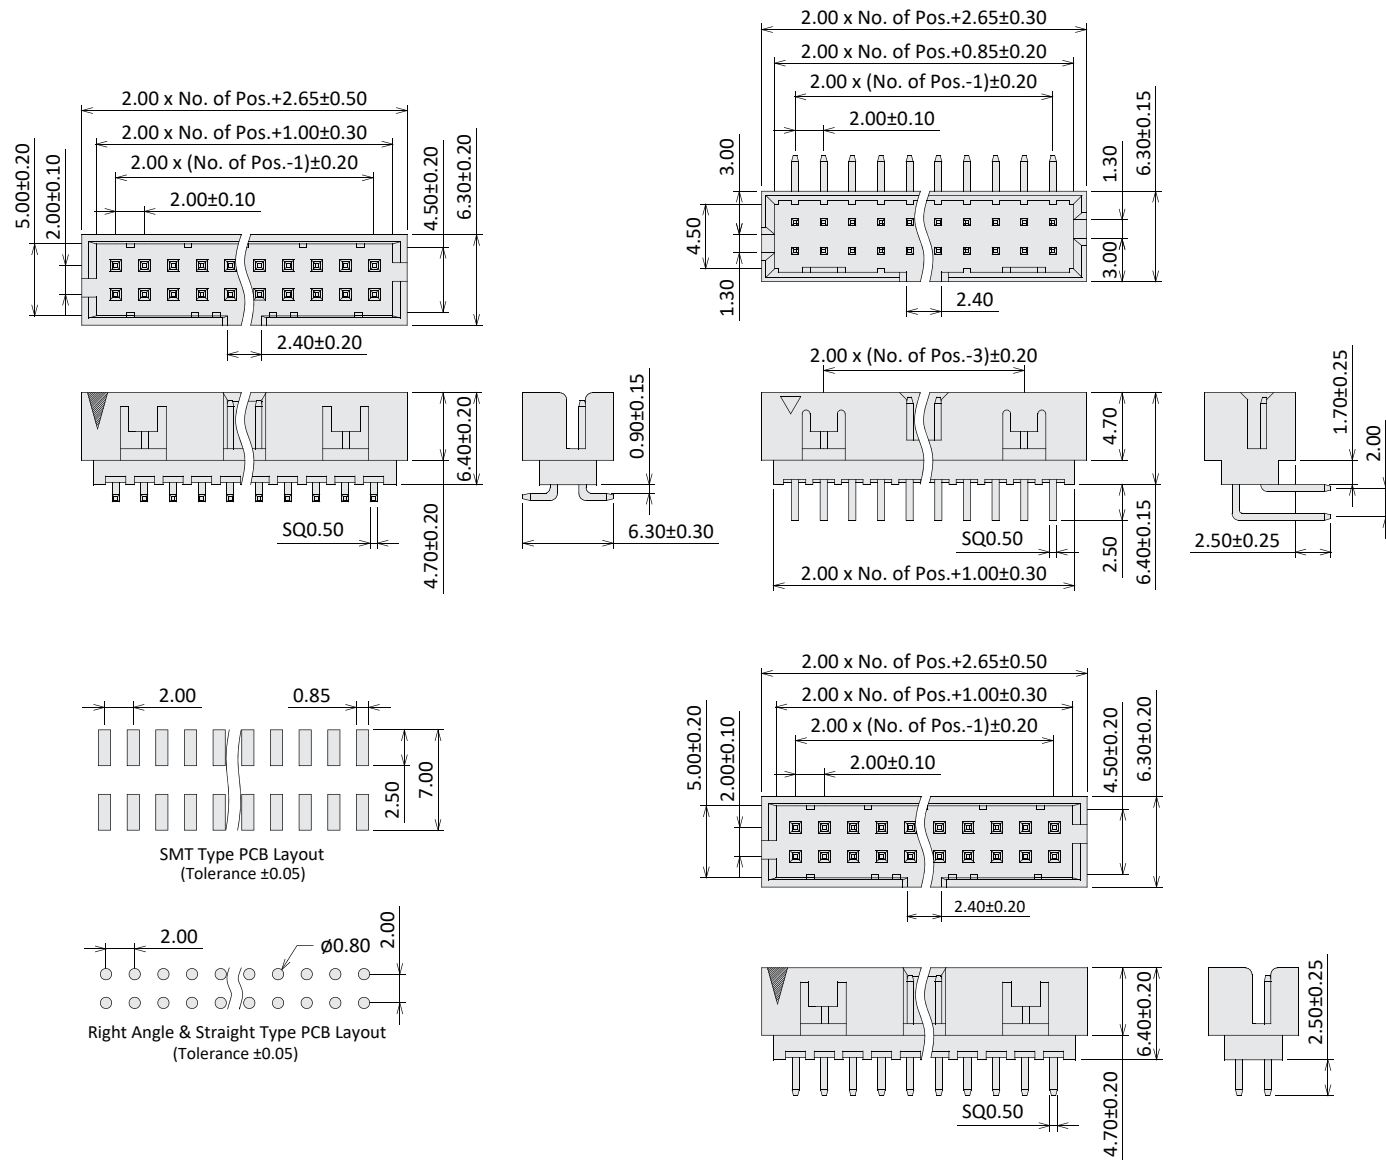 2.00 x No. of Pos.+2.65±0.50
2.00 x No. of Pos.+1.00±0.30
2.00 x (No. of Pos.-1)±0.20
2.00±0.10
5.00±0.20
2.00±0.10
4.50±0.20
6.30±0.20
2.40±0.20
6.40±0.20
4.70±0.20
SQ0.50
0.90±0.15
6.30±0.30
2.00 x No. of Pos.+2.65±0.30
2.00 x No. of Pos.+0.85±0.20
2.00 x (No. of Pos.-1)±0.20
2.00±0.10
3.00
4.50
1.30
1.30
3.00
6.30±0.15
2.40
2.00 x (No. of Pos.-3)±0.20
4.70
SQ0.50
2.50
6.40±0.15
2.00 x No. of Pos.+1.00±0.30
1.70±0.25
2.00
2.50±0.25
2.00
0.85
2.50
7.00
SMT Type PCB Layout
(Tolerance ±0.05)
2.00
ø0.80
2.00
Right Angle & Straight Type PCB Layout
(Tolerance ±0.05)
2.00 x No. of Pos.+2.65±0.50
2.00 x No. of Pos.+1.00±0.30
2.00 x (No. of Pos.-1)±0.20
2.00±0.10
5.00±0.20
2.00±0.10
4.50±0.20
6.30±0.20
2.40±0.20
6.40±0.20
SQ0.50
4.70±0.20
2.50±0.25